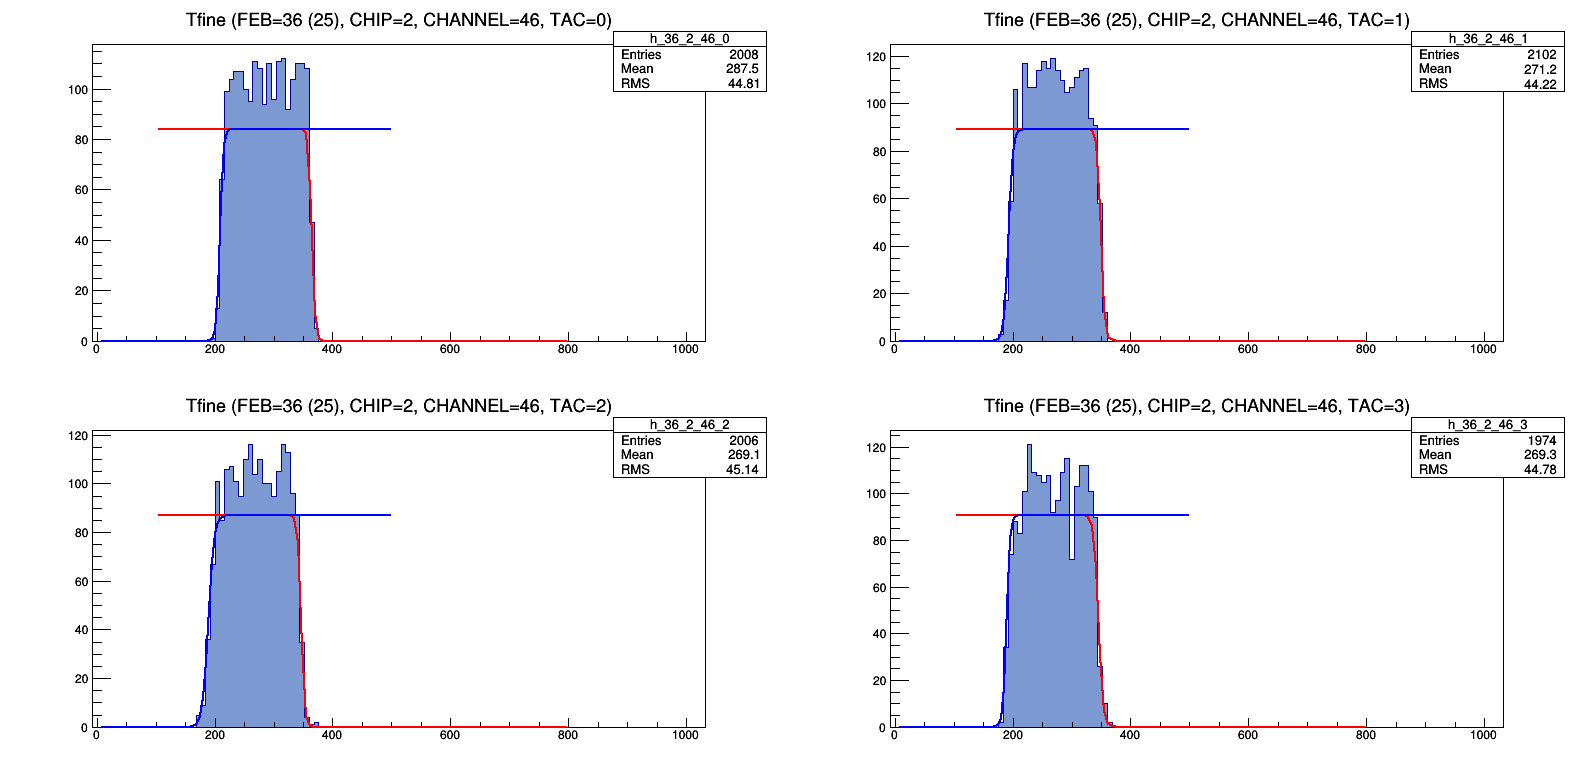 Tfine (FEB=36 (25), CHIP=2, CHANNEL=46, TAC=0)
h_36_2_46_0
Entries 2008
Mean 287.5
RMS 44.81
100
80
60
40
20
0
0 200 400 600 800 1000
Tfine (FEB=36 (25), CHIP=2, CHANNEL=46, TAC=1)
h_36_2_46_1
Entries 2102
Mean 271.2
RMS 44.22
120
100
80
60
40
20
0
0 200 400 600 800 1000
Tfine (FEB=36 (25), CHIP=2, CHANNEL=46, TAC=2)
h_36_2_46_2
Entries 2006
Mean 269.1
RMS 45.14
120
100
80
60
40
20
0
0 200 400 600 800 1000
Tfine (FEB=36 (25), CHIP=2, CHANNEL=46, TAC=3)
h_36_2_46_3
Entries 1974
Mean 269.3
RMS 44.78
120
100
80
60
40
20
0
0 200 400 600 800 1000